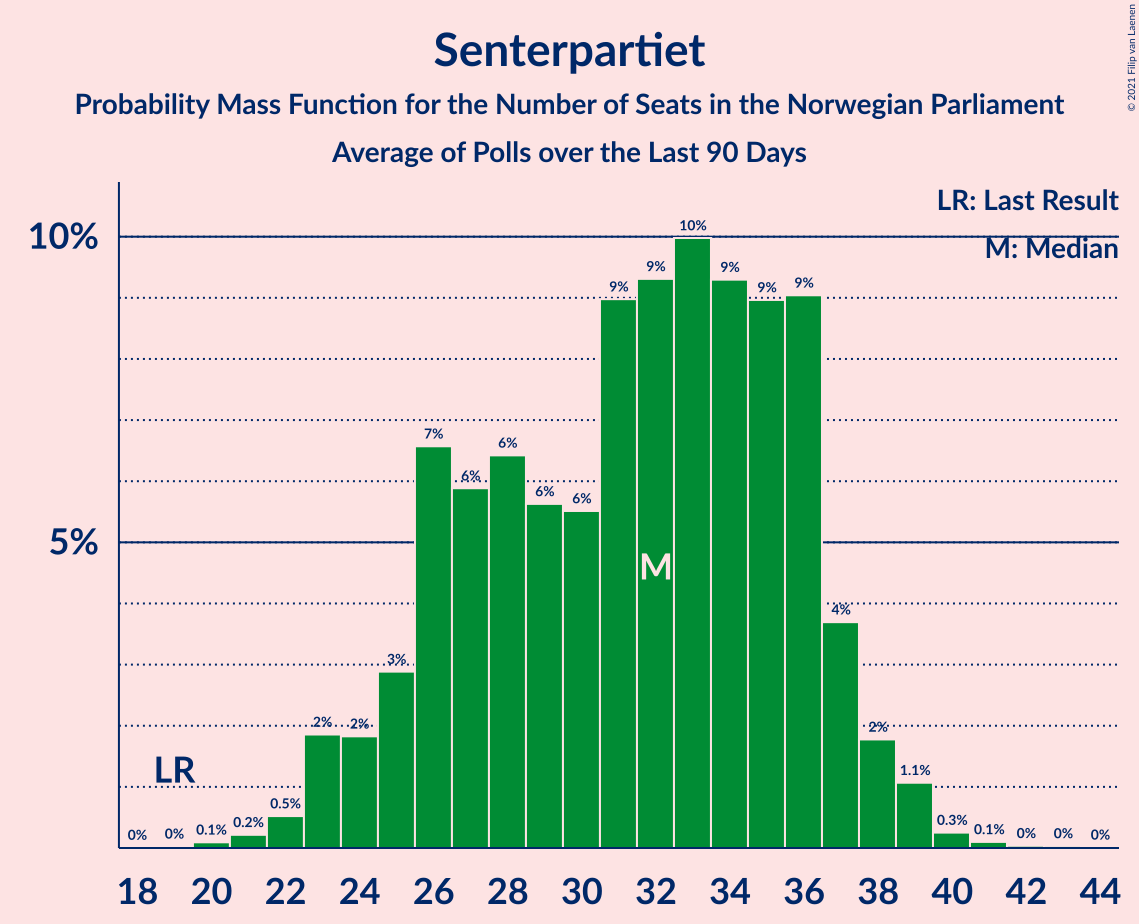 Senterpartiet
Probability Mass Function for the Number of Seats in the Norwegian Parliament
Average of Polls over the Last 90 Days
© 2021 Filip van Laenen
LR: Last Result
M: Median
10%
5%
0% 0% 0.1% 0.2% 0.5% 2% 2% 3% 7% 6% 6% 6% 6% 9% 9% 10% 9% 9% 9% 4% 2% 1.1% 0.3% 0.1% 0% 0% 0%
LR
M
18 20 22 24 26 28 30 32 34 36 38 40 42 44